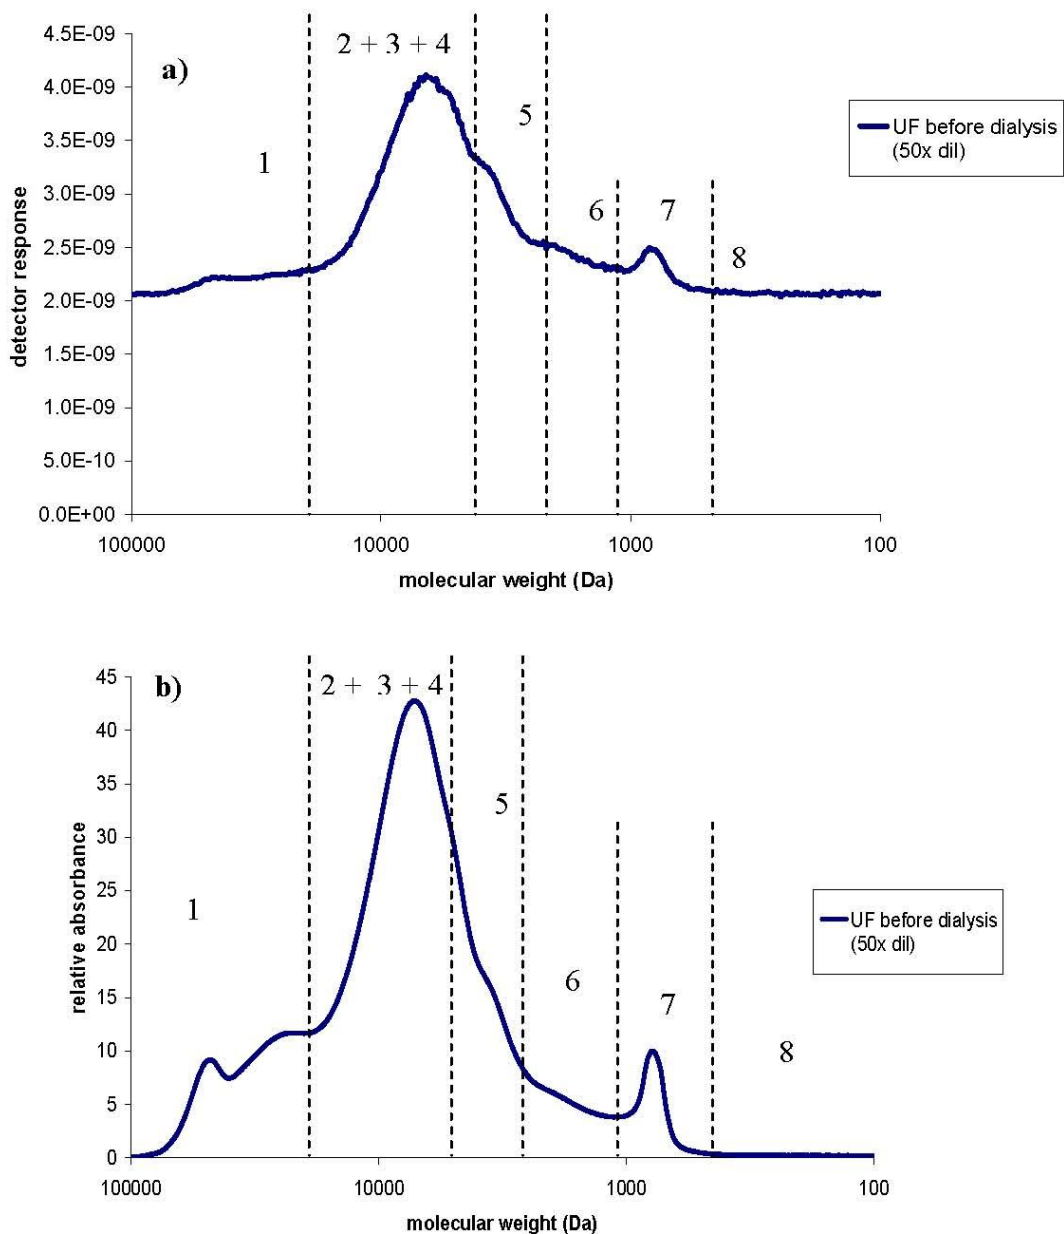 a)
4.5E-09
4.0E-09
3.5E-09
3.0E-09
2.5E-09
2.0E-09
1.5E-09
1.0E-09
5.0E-10
0.0E+00
detector response
1
2 + 3 + 4
5
6
7
8
UF before dialysis
(50x dil)
100000
10000
1000
100
molecular weight (Da)
b)
45
40
35
30
25
20
15
10
5
0
relative absorbance
1
2 + 3 + 4
5
6
7
8
UF before dialysis
(50x dil)
100000
10000
1000
100
molecular weight (Da)